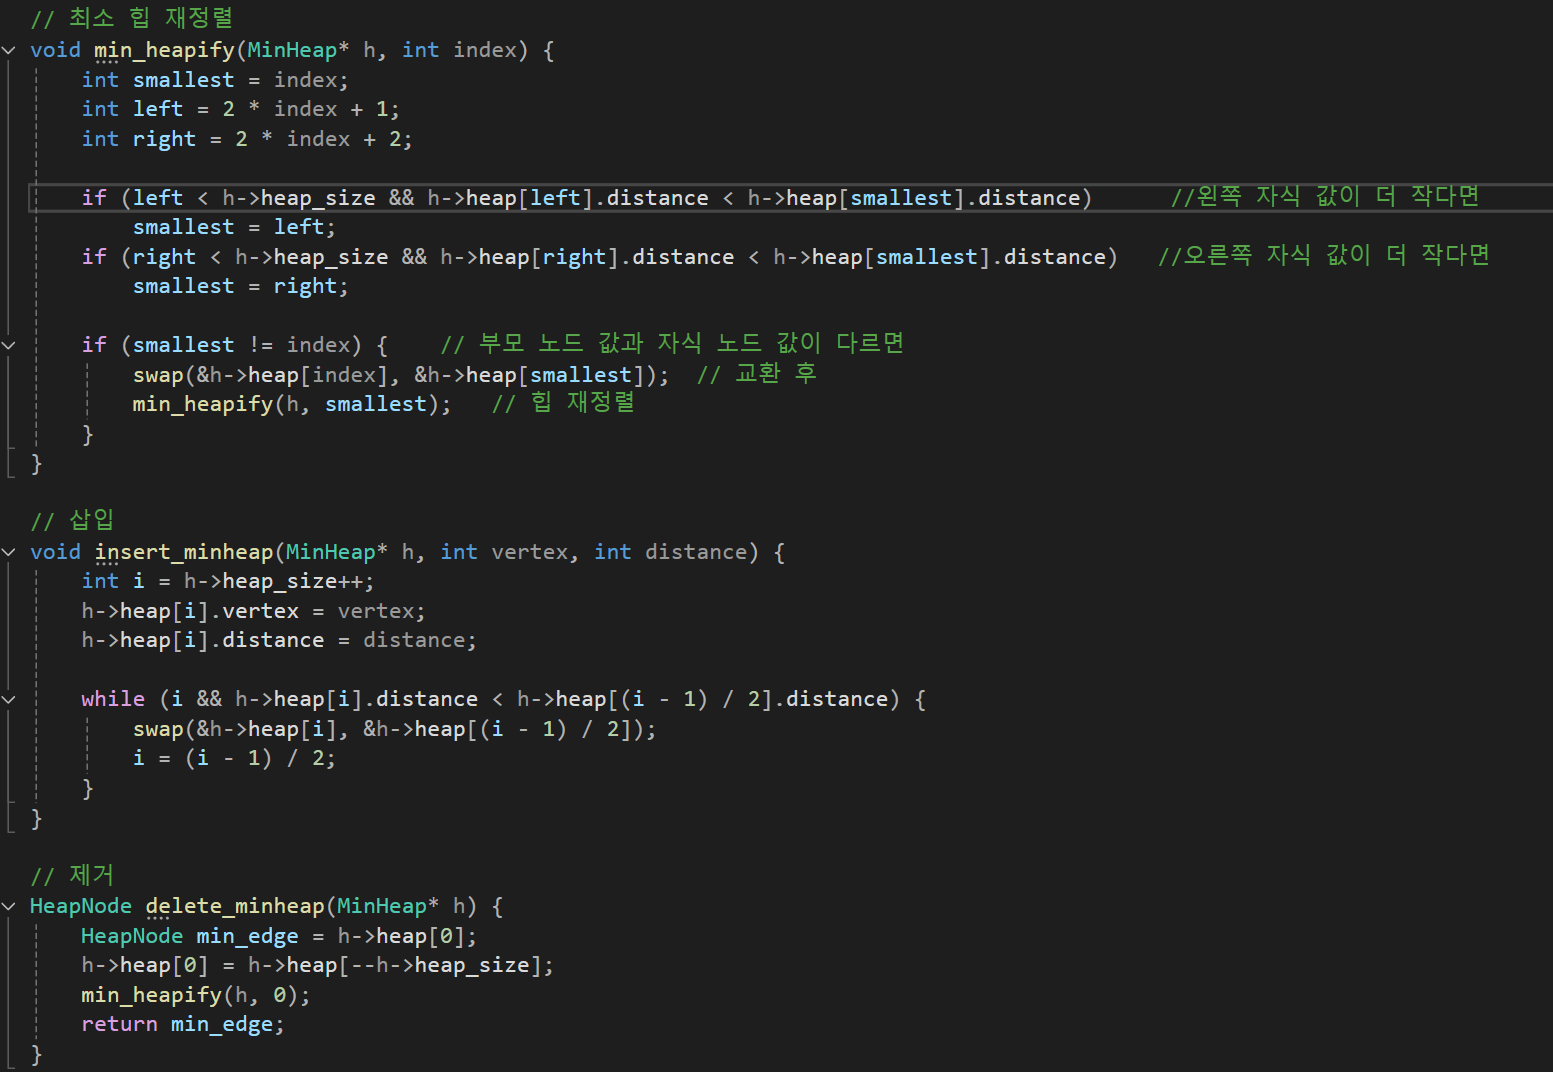 // 최소 힙 재정렬
void min_heapify(MinHeap* h, int index) {
    int smallest = index;
    int left = 2 * index + 1;
    int right = 2 * index + 2;

    if (left < h->heap_size && h->heap[left].distance < h->heap[smallest].distance)      //왼쪽 자식 값이 더 작다면
        smallest = left;
    if (right < h->heap_size && h->heap[right].distance < h->heap[smallest].distance)   //오른쪽 자식 값이 더 작다면
        smallest = right;

    if (smallest != index) {    // 부모 노드 값과 자식 노드 값이 다르면
        swap(&h->heap[index], &h->heap[smallest]);  // 교환 후
        min_heapify(h, smallest);   // 힙 재정렬
    }
}

// 삽입
void insert_minheap(MinHeap* h, int vertex, int distance) {
    int i = h->heap_size++;
    h->heap[i].vertex = vertex;
    h->heap[i].distance = distance;

    while (i && h->heap[i].distance < h->heap[(i - 1) / 2].distance) {
        swap(&h->heap[i], &h->heap[(i - 1) / 2]);
        i = (i - 1) / 2;
    }
}

// 제거
HeapNode delete_minheap(MinHeap* h) {
    HeapNode min_edge = h->heap[0];
    h->heap[0] = h->heap[--h->heap_size];
    min_heapify(h, 0);
    return min_edge;
}